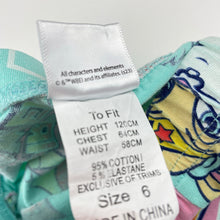 All characters and elements
© & ™ WBEI and its affiliates. (s23)
To Fit
HEIGHT 120CM
CHEST 64CM
WAIST 58CM
95% COTTON
5% ELASTANE
EXCLUSIVE OF TRIMS
Size 6
MADE IN CHINA